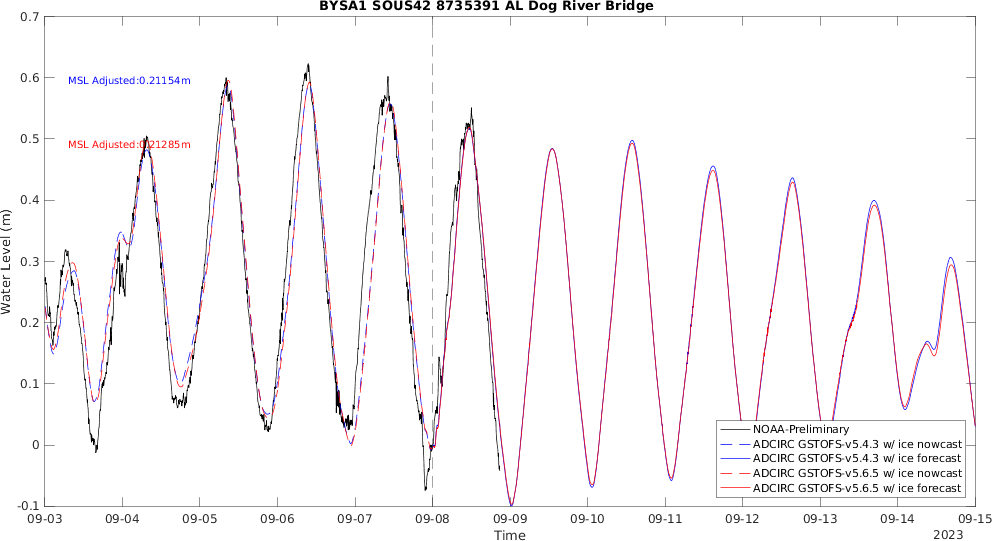 BYSA1 SOUS42 8735391 AL Dog River Bridge
0.7
0.6
0.5
0.4
0.3
0.2
0.1
0
-0.1
Water Level (m)
MSL Adjusted:0.21154m
MSL Adjusted:0.21285m
NOAA-Preliminary
ADCIRC GSTOFS-v5.4.3 w/ ice nowcast
ADCIRC GSTOFS-v5.4.3 w/ ice forecast
ADCIRC GSTOFS-v5.6.5 w/ ice nowcast
ADCIRC GSTOFS-v5.6.5 w/ ice forecast
09-03 09-04 09-05 09-06 09-07 09-08 09-09 09-10 09-11 09-12 09-13 09-14 09-15
Time
2023